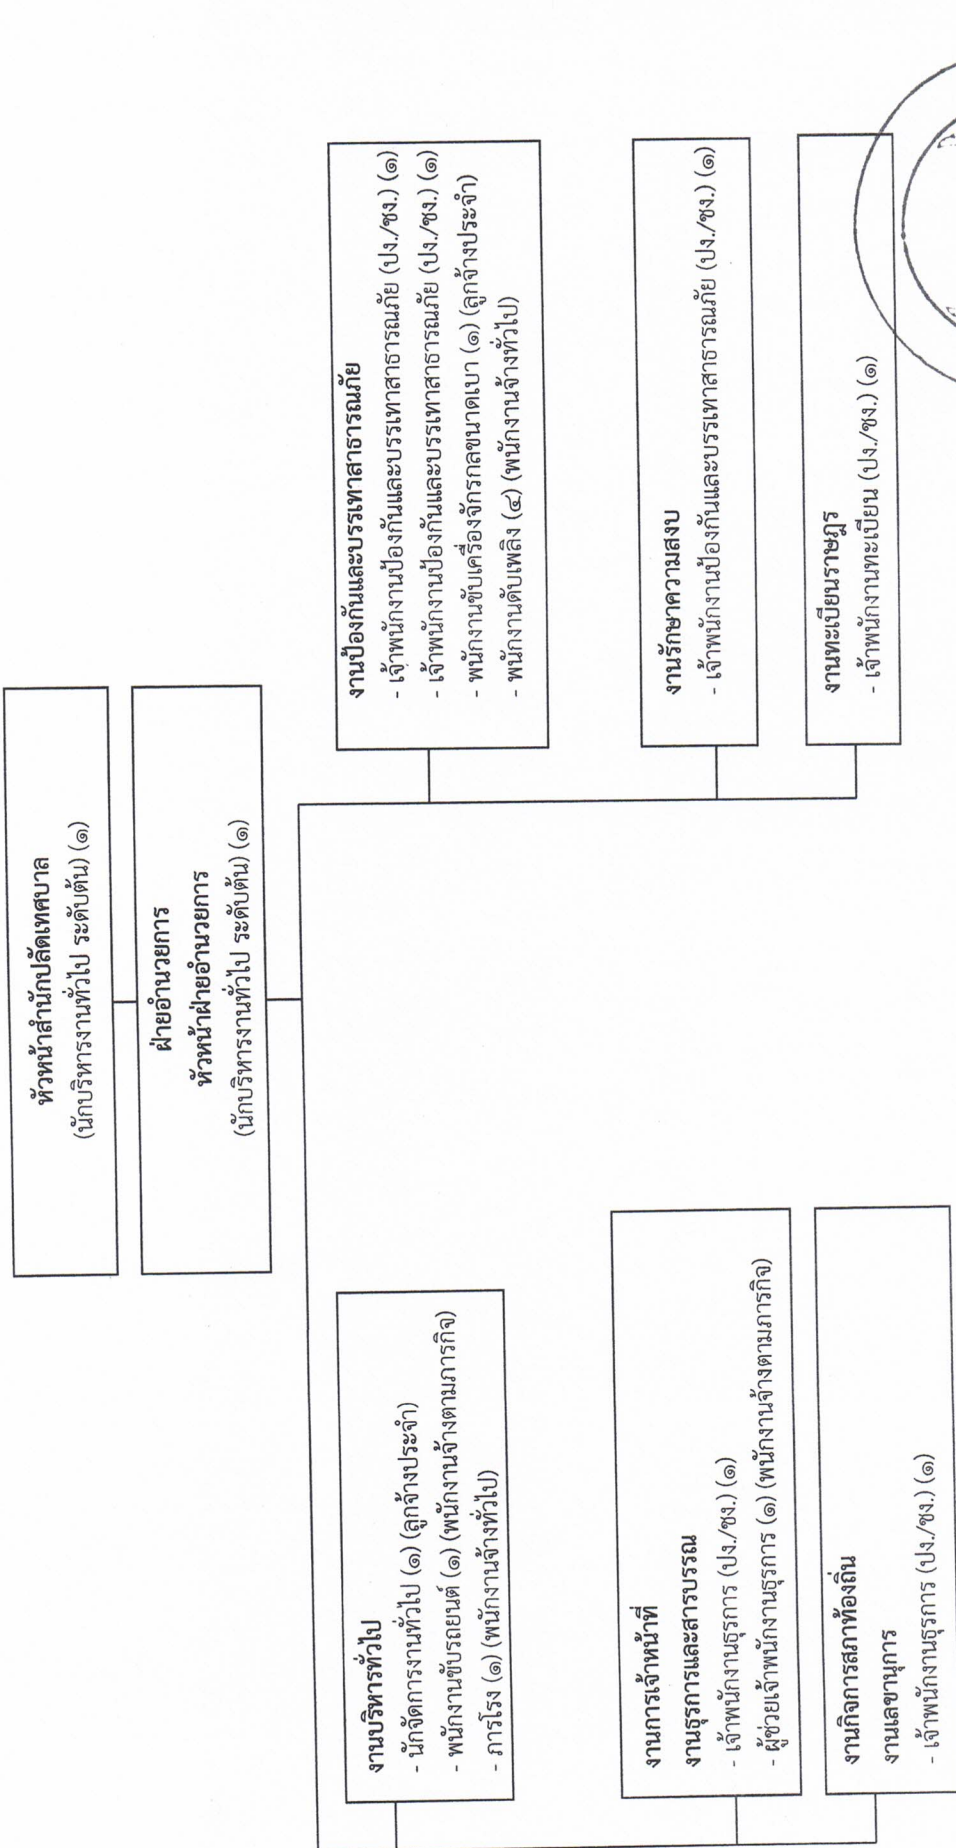 หัวหน้าสำนักปลัดเทศบาล
(นักบริหารงานทั่วไป ระดับต้น) (๑)
ฝ่ายอำนวยการ
หัวหน้าฝ่ายอำนวยการ
(นักบริหารงานทั่วไป ระดับต้น) (๑)
งานบริหารทั่วไป
- นักจัดการงานทั่วไป (๑) (ลูกจ้างประจำ)
- พนักงานขับรถยนต์ (๑) (พนักงานจ้างตามภารกิจ)
- ภารโรง (๑) (พนักงานจ้างทั่วไป)
งานการเจ้าหน้าที่
งานธุรการและสารบรรณ
- เจ้าพนักงานธุรการ (ปง./ชง.) (๑)
- ผู้ช่วยเจ้าพนักงานธุรการ (๑) (พนักงานจ้างตามภารกิจ)
งานกิจการสภาท้องถิ่น
งานเลขานุการ
- เจ้าพนักงานธุรการ (ปง./ชง.) (๑)
งานป้องกันและบรรเทาสาธารณภัย
- เจ้าพนักงานป้องกันและบรรเทาสาธารณภัย (ปง./ชง.) (๑)
- เจ้าพนักงานป้องกันและบรรเทาสาธารณภัย (ปง./ชง.) (๑)
- พนักงานขับเครื่องจักรกลขนาดเบา (๑) (ลูกจ้างประจำ)
- พนักงานดับเพลิง (๔) (พนักงานจ้างทั่วไป)
งานรักษาความสงบ
- เจ้าพนักงานป้องกันและบรรเทาสาธารณภัย (ปง./ชง.) (๑)
งานทะเบียนราษฎร
- เจ้าพนักงานทะเบียน (ปง./ชง.) (๑)